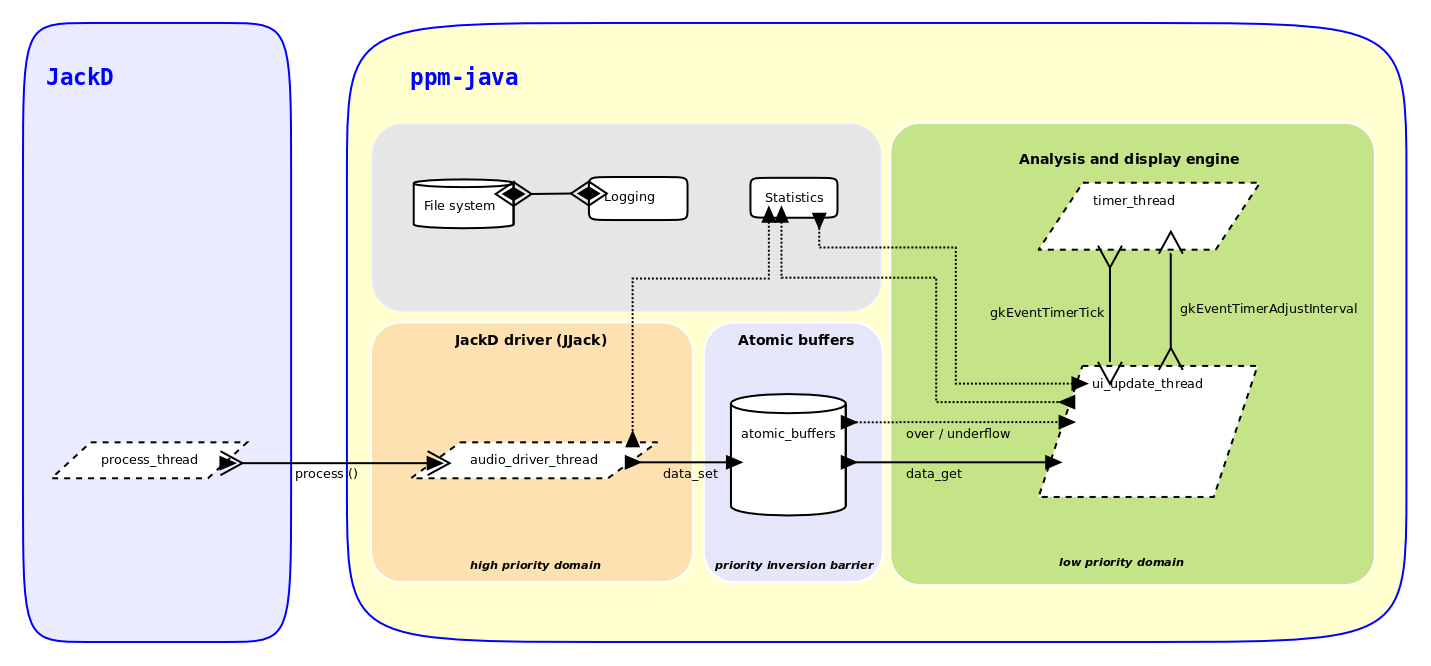 JackD
ppm-java
Analysis and display engine
File system
Logging
Statistics
timer_thread
gkEventTimerTick
gkEventTimerAdjustInterval
JackD driver (JJack)
Atomic buffers
ui_update_thread
atomic_buffers
over / underflow
process_thread
process ()
audio_driver_thread
data_set
data_get
high priority domain
priority inversion barrier
low priority domain